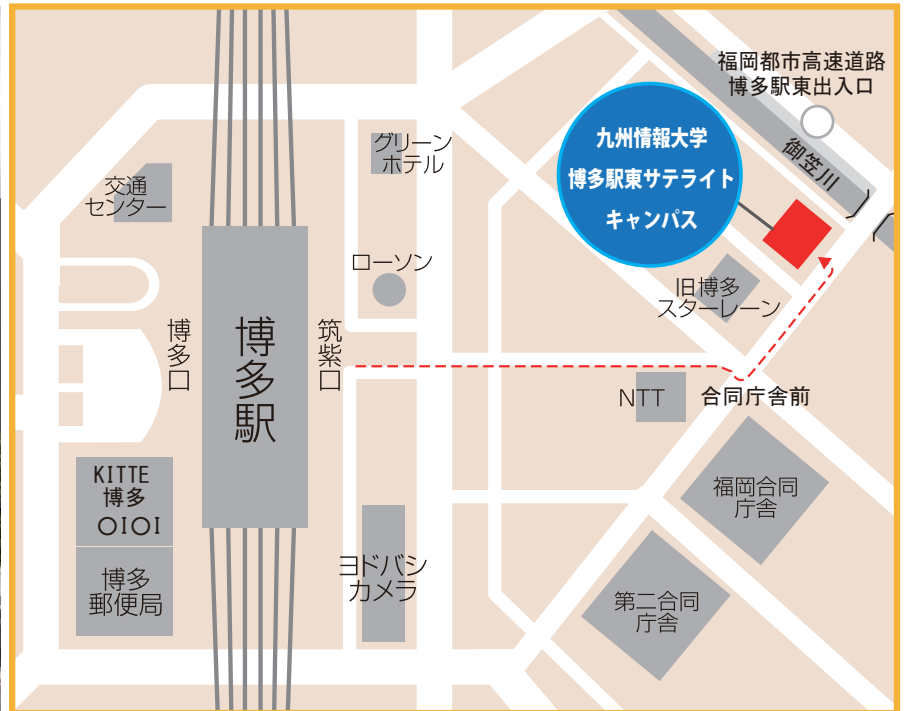 福岡都市高速道路
博多駅東出入口
九州情報大学
博多駅東サテライト
キャンパス
御笠川
グリーン
ホテル
交通
センター
ローソン
旧博多
スターレーン
博多口
博多駅
筑紫口
NTT
合同庁舎前
KITTE
博多
OIOI
福岡合同
庁舎
博多
郵便局
ヨドバシ
カメラ
第二合同
庁舎